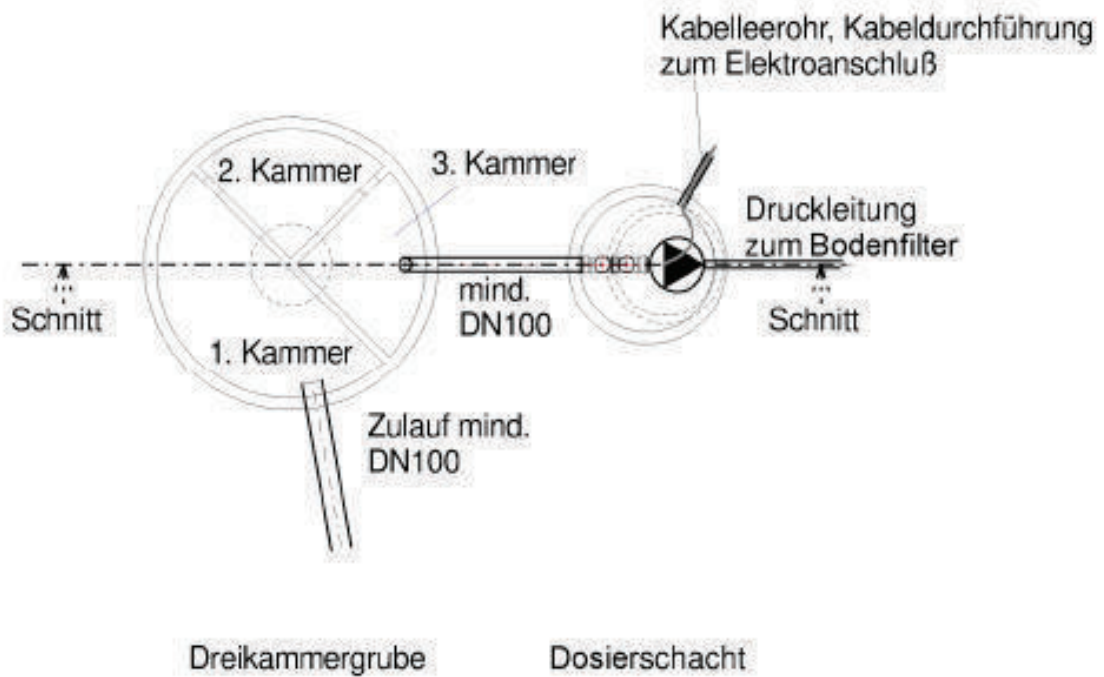 Kabelleerohr, Kabeldurchführung
zum Elektroanschluß
2. Kammer
3. Kammer
Druckleitung
zum Bodenfilter
mind.
DN100
Schnitt
Schnitt
1. Kammer
Zulauf mind.
DN100
Dreikammergrube
Dosierschacht